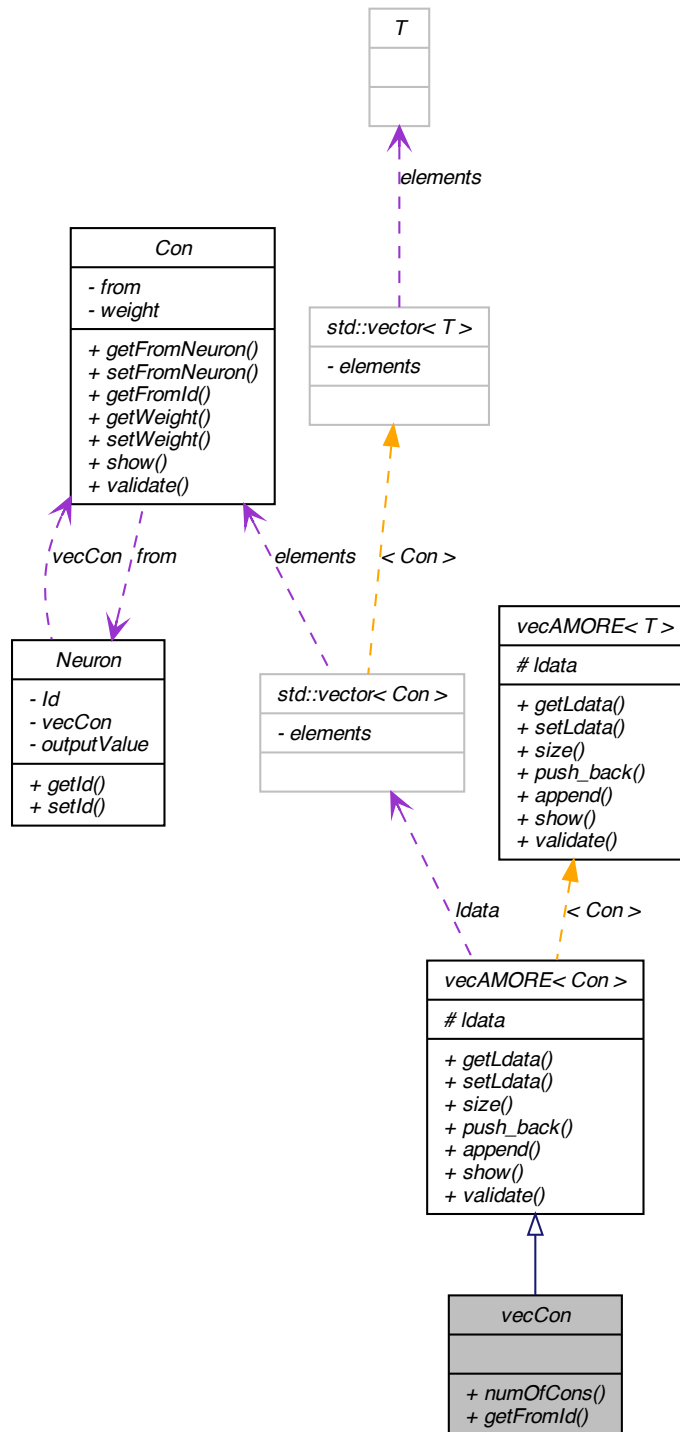 T
elements
Con
- from
- weight
+ getFromNeuron()
+ setFromNeuron()
+ getFromId()
+ getWeight()
+ setWeight()
+ show()
+ validate()
std::vector< T >
- elements
vecCon
from
elements
< Con >
Neuron
- Id
- vecCon
- outputValue
+ getId()
+ setId()
std::vector< Con >
- elements
vecAMORE< T >
# ldata
+ getLdata()
+ setLdata()
+ size()
+ push_back()
+ append()
+ show()
+ validate()
ldata
< Con >
vecAMORE< Con >
# ldata
+ getLdata()
+ setLdata()
+ size()
+ push_back()
+ append()
+ show()
+ validate()
vecCon
+ numOfCons()
+ getFromId()